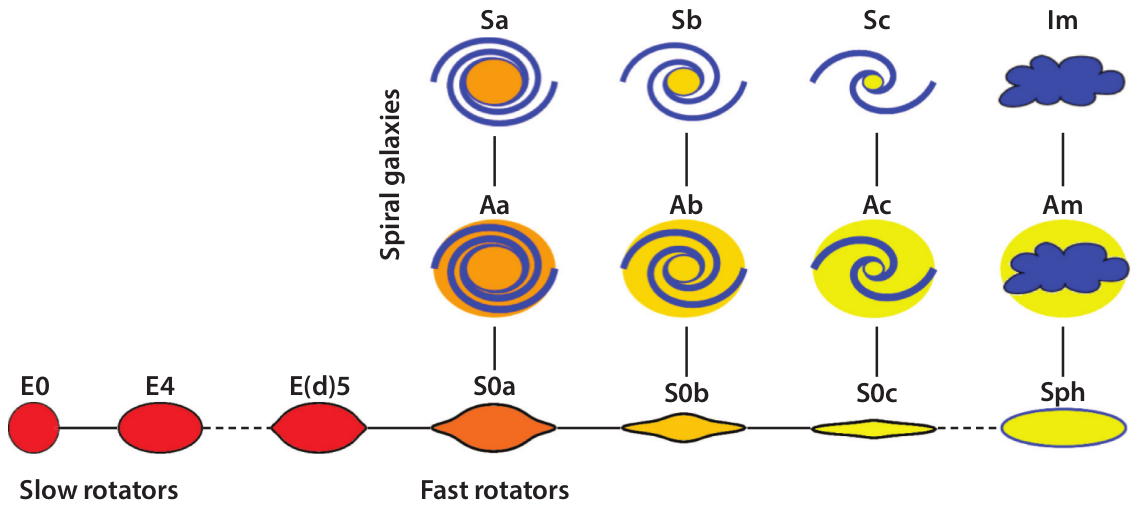 Sa
Sb
Sc
Im
Spiral galaxies
Aa
Ab
Ac
Am
E0
E4
E(d)5
S0a
S0b
S0c
Sph
Slow rotators
Fast rotators